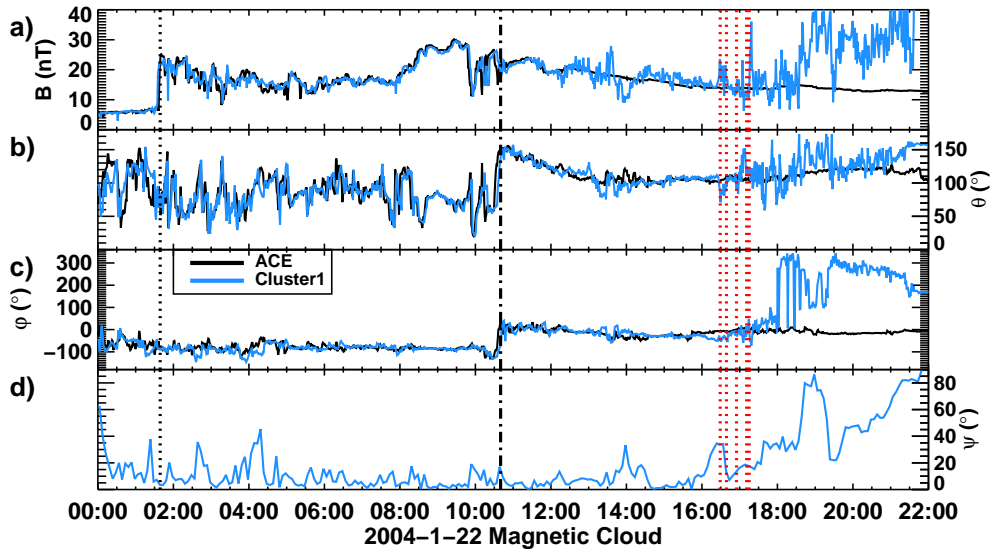 a)
B (nT)
40
30
20
10
0
b)
150
100
50
0
θ (°)
c)
φ (°)
300
200
100
0
−100
ACE
Cluster1
d)
80
60
40
20
0
ψ (°)
00:00 02:00 04:00 06:00 08:00 10:00 12:00 14:00 16:00 18:00 20:00 22:00
2004−1−22 Magnetic Cloud